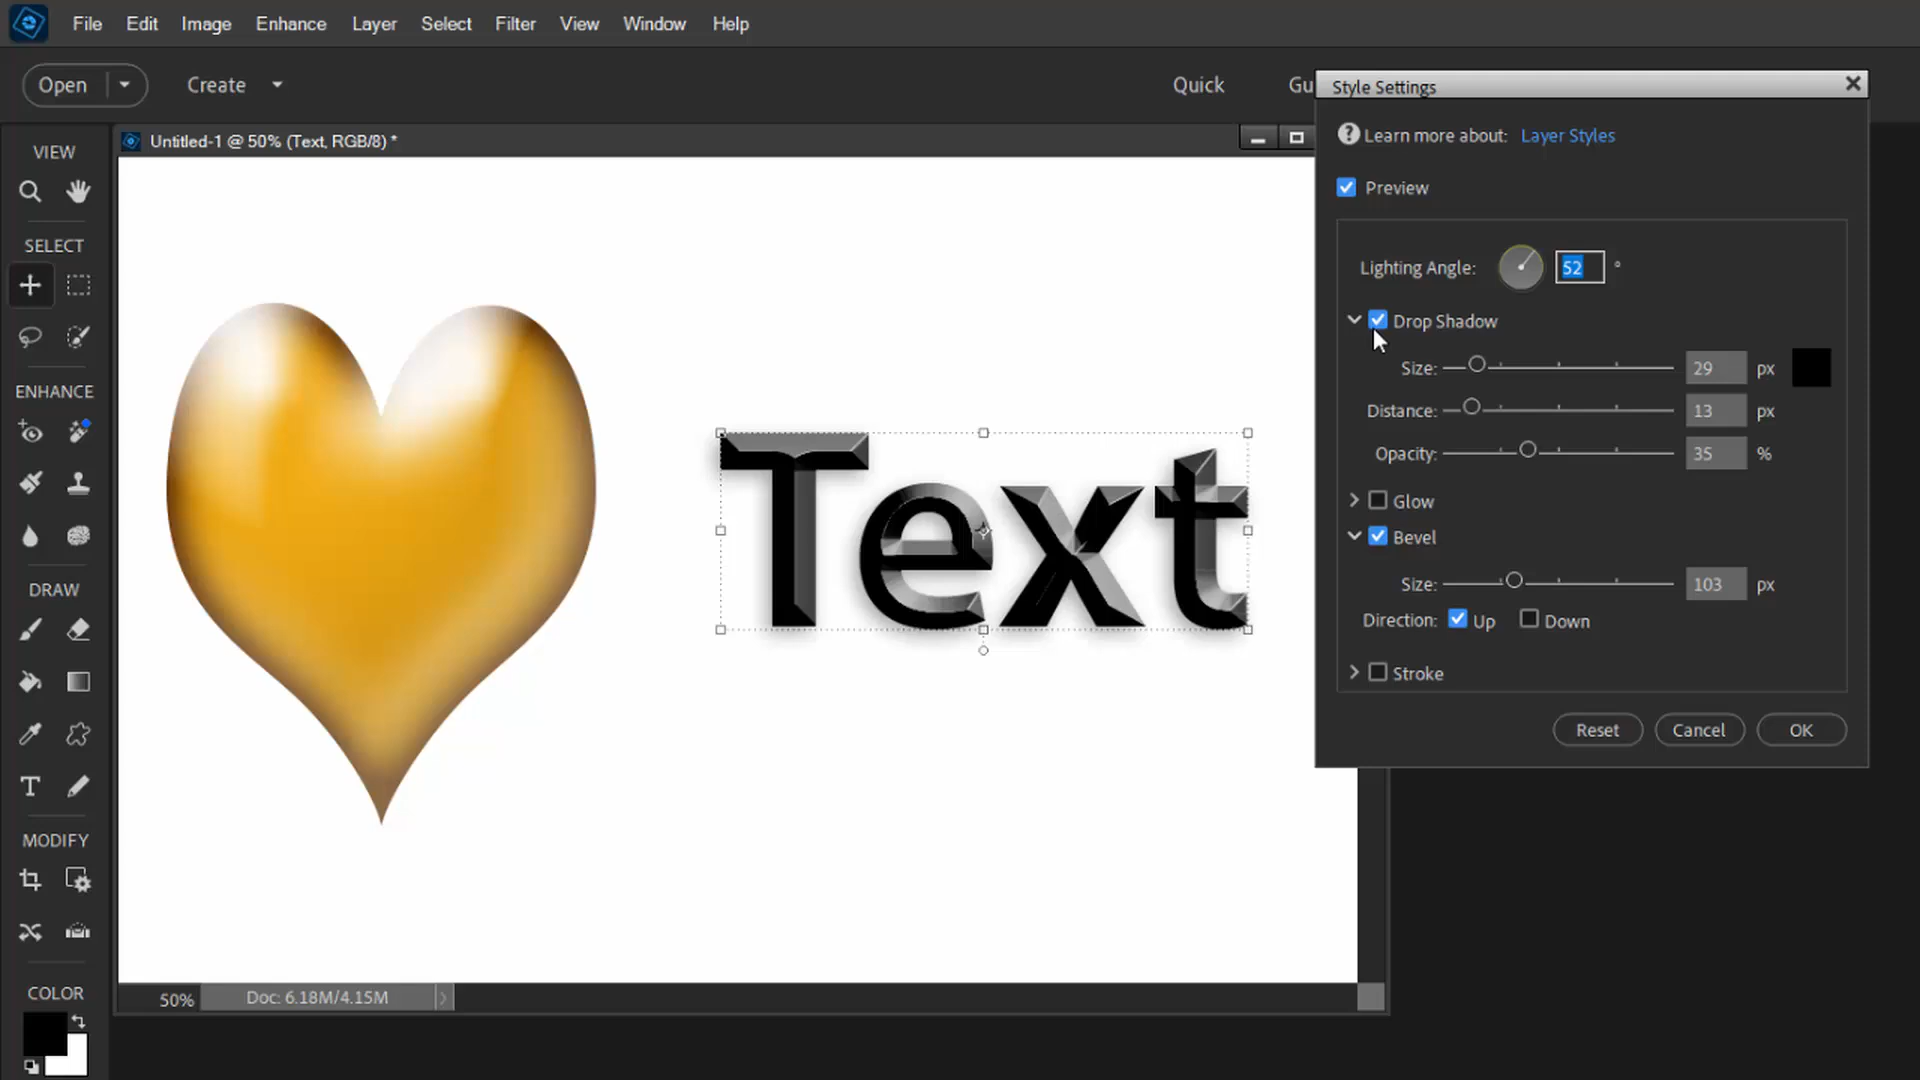 File Edit Image Enhance Layer Select Filter View Window Help
Open Create Quick Gu
Style Settings
Untitled-1 @ 50% (Text, RGB/8) *
Learn more about: Layer Styles
Preview
VIEW
SELECT
ENHANCE
DRAW
MODIFY
COLOR
Text
Lighting Angle: 52 °
Drop Shadow
Size: 29 px
Distance: 13 px
Opacity: 35 %
Glow
Bevel
Size: 103 px
Direction: Up Down
Stroke
Reset Cancel OK
50% Doc: 6.18M/4.15M